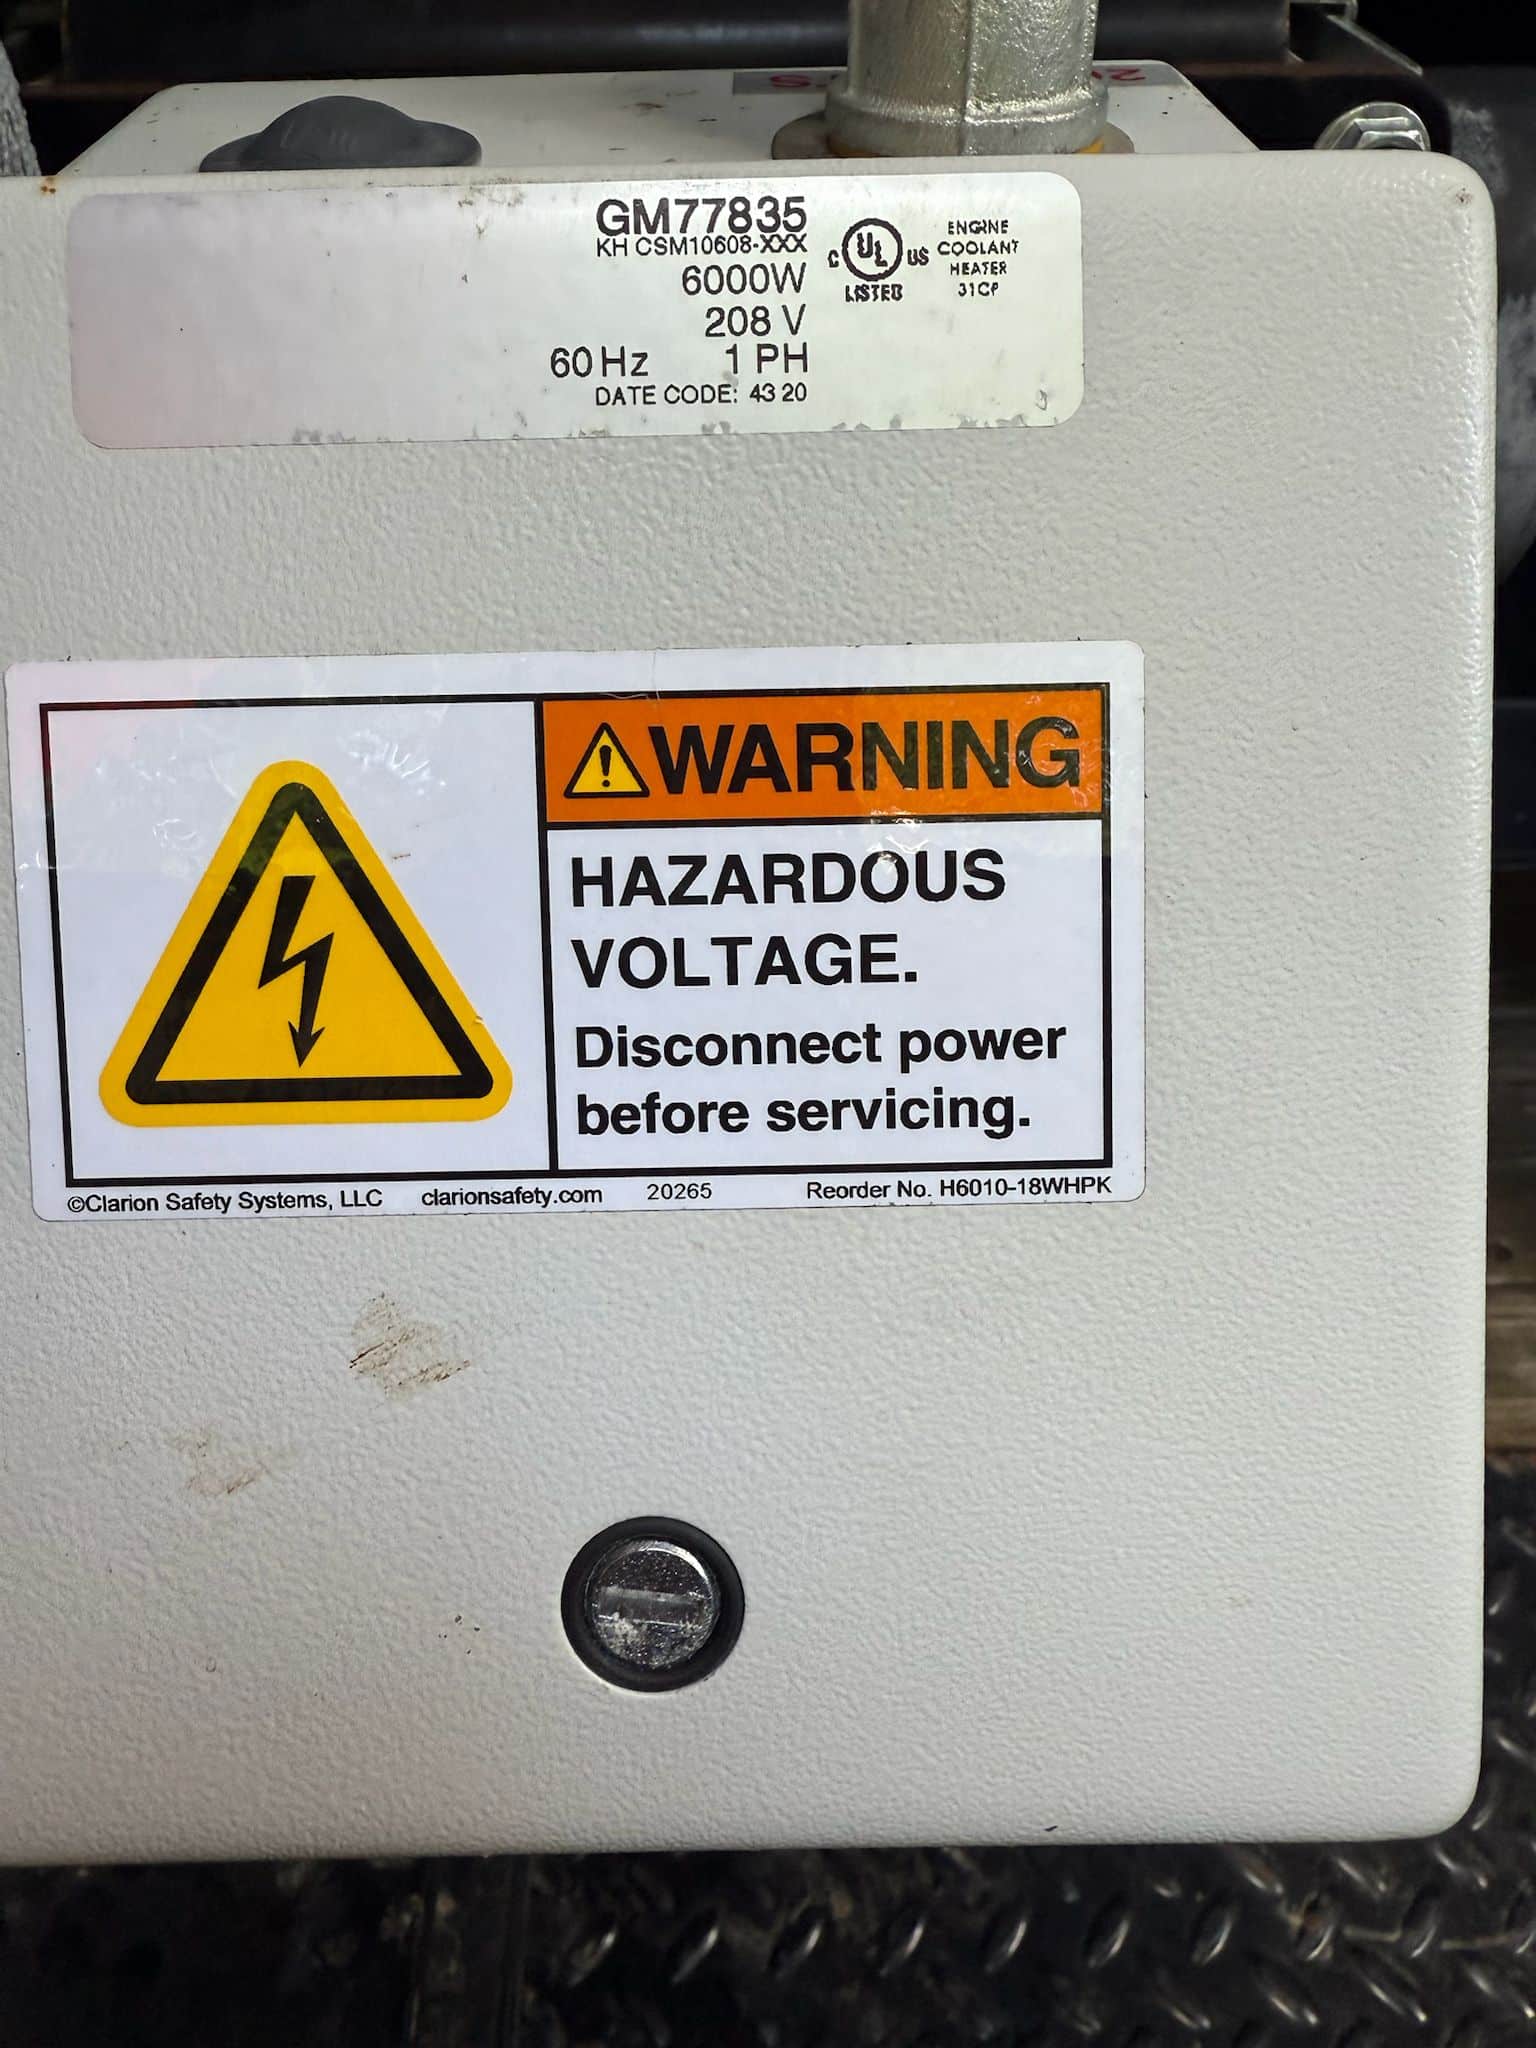 GM77835
KH CSM10608-XXX
6000W
208 V
60 Hz 1 PH
DATE CODE: 43 20
C UL US
LISTED
ENGINE
COOLANT
HEATER
31CP
WARNING
HAZARDOUS
VOLTAGE.
Disconnect power
before servicing.
©Clarion Safety Systems, LLC clarionsafety.com 20265 Reorder No. H6010-18WHPK